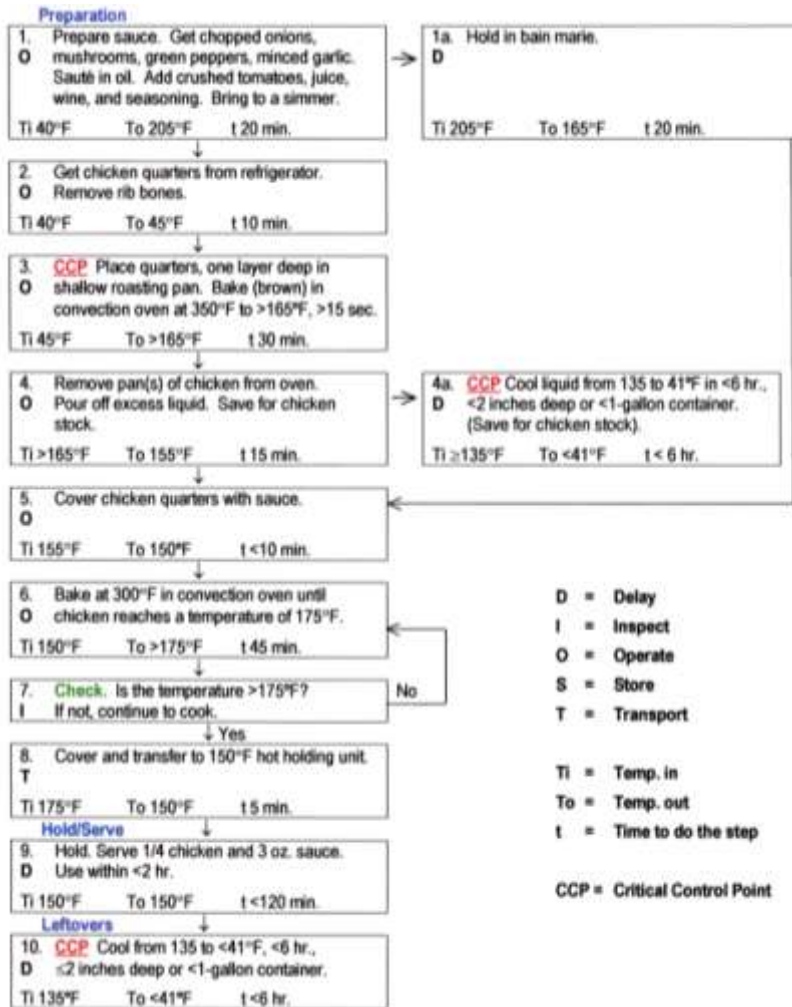 Preparation
1. Prepare sauce. Get chopped onions,
O mushrooms, green peppers, minced garlic.
Sauté in oil. Add crushed tomatoes, juice,
wine, and seasoning. Bring to a simmer.
Ti 40°F To 205°F t 20 min.
1a. Hold in bain marie.
D
Ti 205°F To 165°F t 20 min.
2. Get chicken quarters from refrigerator.
O Remove rib bones.
Ti 40°F To 45°F t 10 min.
3. CCP Place quarters, one layer deep in
O shallow roasting pan. Bake (brown) in
convection oven at 350°F to >165°F, >15 sec.
Ti 45°F To >165°F t 30 min.
4. Remove pan(s) of chicken from oven.
O Pour off excess liquid. Save for chicken
stock.
Ti >165°F To 155°F t 15 min.
4a. CCP Cool liquid from 135 to 41°F in <6 hr.,
D <2 inches deep or <1-gallon container.
(Save for chicken stock).
Ti ≥135°F To <41°F t < 6 hr.
5. Cover chicken quarters with sauce.
O
Ti 155°F To 150°F t <10 min.
6. Bake at 300°F in convection oven until
O chicken reaches a temperature of 175°F.
Ti 150°F To >175°F t 45 min.
7. Check. Is the temperature >175°F?
I If not, continue to cook.
No
Yes
8. Cover and transfer to 150°F hot holding unit.
T
Ti 175°F To 150°F t 5 min.
Hold/Serve
9. Hold. Serve 1/4 chicken and 3 oz. sauce.
D Use within <2 hr.
Ti 150°F To 150°F t <120 min.
Leftovers
10. CCP Cool from 135 to <41°F, <6 hr.,
D ≤2 inches deep or <1-gallon container.
Ti 135°F To <41°F t <6 hr.
D = Delay
I = Inspect
O = Operate
S = Store
T = Transport
Ti = Temp. in
To = Temp. out
t = Time to do the step
CCP = Critical Control Point